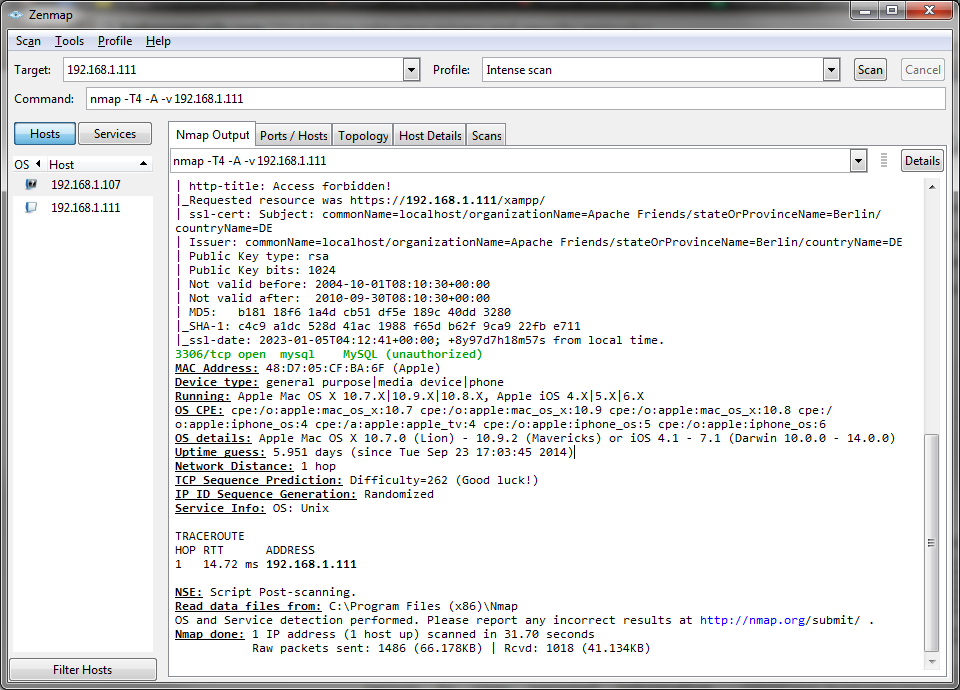 Zenmap
Scan Tools Profile Help
Target: 192.168.1.111 Profile: Intense scan Scan Cancel
Command: nmap -T4 -A -v 192.168.1.111
Hosts Services
OS Host
192.168.1.107
192.168.1.111
Filter Hosts
Nmap Output Ports / Hosts Topology Host Details Scans
nmap -T4 -A -v 192.168.1.111 Details
| http-title: Access forbidden!
|_Requested resource was https://192.168.1.111/xampp/
| ssl-cert: Subject: commonName=localhost/organizationName=Apache Friends/stateOrProvinceName=Berlin/
countryName=DE
| Issuer: commonName=localhost/organizationName=Apache Friends/stateOrProvinceName=Berlin/countryName=DE
| Public Key type: rsa
| Public Key bits: 1024
| Not valid before: 2004-10-01T08:10:30+00:00
| Not valid after:  2010-09-30T08:10:30+00:00
| MD5:   b181 18f6 1a4d cb51 df5e 189c 40dd 3280
|_SHA-1: c4c9 a1dc 528d 41ac 1988 f65d b62f 9ca9 22fb e711
|_ssl-date: 2023-01-05T04:12:41+00:00; +8y97d7h18m57s from local time.
3306/tcp open  mysql    MySQL (unauthorized)
MAC Address: 48:D7:05:CF:BA:6F (Apple)
Device type: general purpose|media device|phone
Running: Apple Mac OS X 10.7.X|10.9.X|10.8.X, Apple iOS 4.X|5.X|6.X
OS CPE: cpe:/o:apple:mac_os_x:10.7 cpe:/o:apple:mac_os_x:10.9 cpe:/o:apple:mac_os_x:10.8 cpe:/
o:apple:iphone_os:4 cpe:/a:apple:apple_tv:4 cpe:/o:apple:iphone_os:5 cpe:/o:apple:iphone_os:6
OS details: Apple Mac OS X 10.7.0 (Lion) - 10.9.2 (Mavericks) or iOS 4.1 - 7.1 (Darwin 10.0.0 - 14.0.0)
Uptime guess: 5.951 days (since Tue Sep 23 17:03:45 2014)
Network Distance: 1 hop
TCP Sequence Prediction: Difficulty=262 (Good luck!)
IP ID Sequence Generation: Randomized
Service Info: OS: Unix
TRACEROUTE
HOP RTT      ADDRESS
1   14.72 ms 192.168.1.111
NSE: Script Post-scanning.
Read data files from: C:\Program Files (x86)\Nmap
OS and Service detection performed. Please report any incorrect results at http://nmap.org/submit/ .
Nmap done: 1 IP address (1 host up) scanned in 31.70 seconds
Raw packets sent: 1486 (66.178KB) | Rcvd: 1018 (41.134KB)